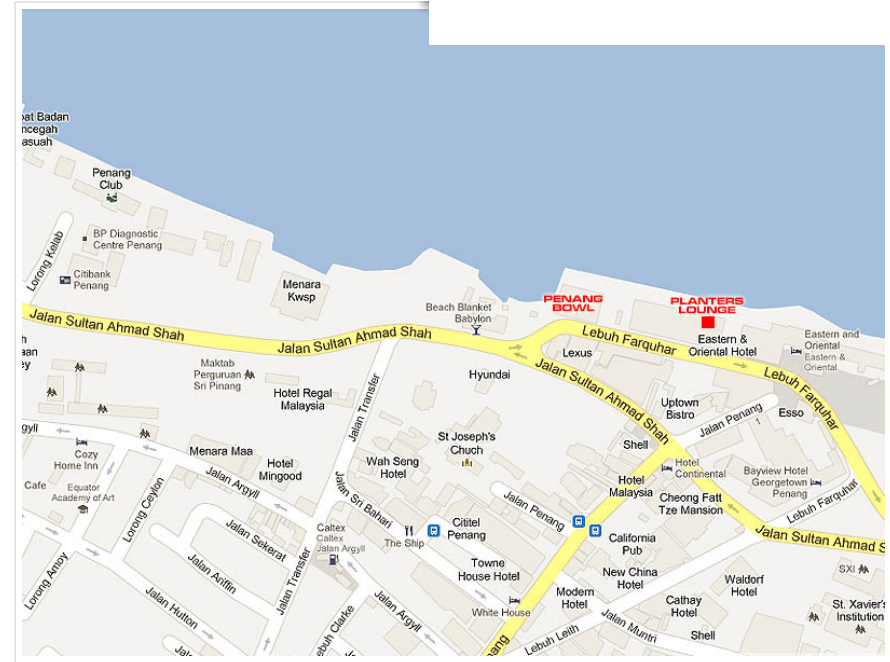 Penang
Club
BP Diagnostic
Centre Penang
Lorong Kelab
Citibank
Penang
Menara
Kwsp
Beach Blanket
Babylon
PENANG
BOWL
PLANTERS
LOUNGE
Jalan Sultan Ahmad Shah
Jalan Sultan Ahmad Shah
Lebuh Farquhar
Eastern &
Oriental Hotel
Eastern and
Oriental
Eastern &
Oriental
Lexus
Maktab
Perguruan
Sri Pinang
Hyundai
Jalan Sultan Ahmad Shah
Lebuh Farquhar
Hotel Regal
Malaysia
Jalan Transfer
Uptown
Bistro
Jalan Penang
Esso
Cozy
Home Inn
Menara Maa
Hotel
Mingood
Jalan Argyll
St Joseph's
Chuch
Wah Seng
Hotel
Shell
Hotel
Continental
Bayview Hotel
Georgetown
Penang
Hotel
Malaysia
Cafe
Equator
Academy of Art
Lorong Ceylon
Jalan Sri Bahari
Jalan Penang
Cheong Fatt
Tze Mansion
Lebuh Farquhar
Jalan Sekerat
Caltex
Caltex
Jalan Argyll
The Ship
Cititel
Penang
California
Pub
Jalan Sultan Ahmad S
Lorong Amoy
Jalan Ariffin
Jalan Transfer
Towne
House Hotel
New China
Hotel
Waldorf
Hotel
SXI
Jalan Hutton
Jalan Argyll
White House
Modern
Hotel
Cathay
Hotel
St. Xavier's
Institution
Lebuh Leith
Jalan Muntri
Shell